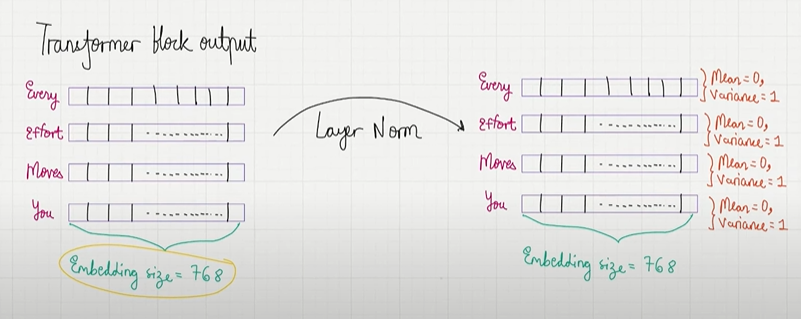 Transformer block output
Every
Effort
Moves
You
Embedding size = 768
Layer Norm
Every
Effort
Moves
You
Mean = 0,
Variance = 1
Mean = 0,
Variance = 1
Mean = 0,
Variance = 1
Mean = 0,
Variance = 1
Embedding size = 768